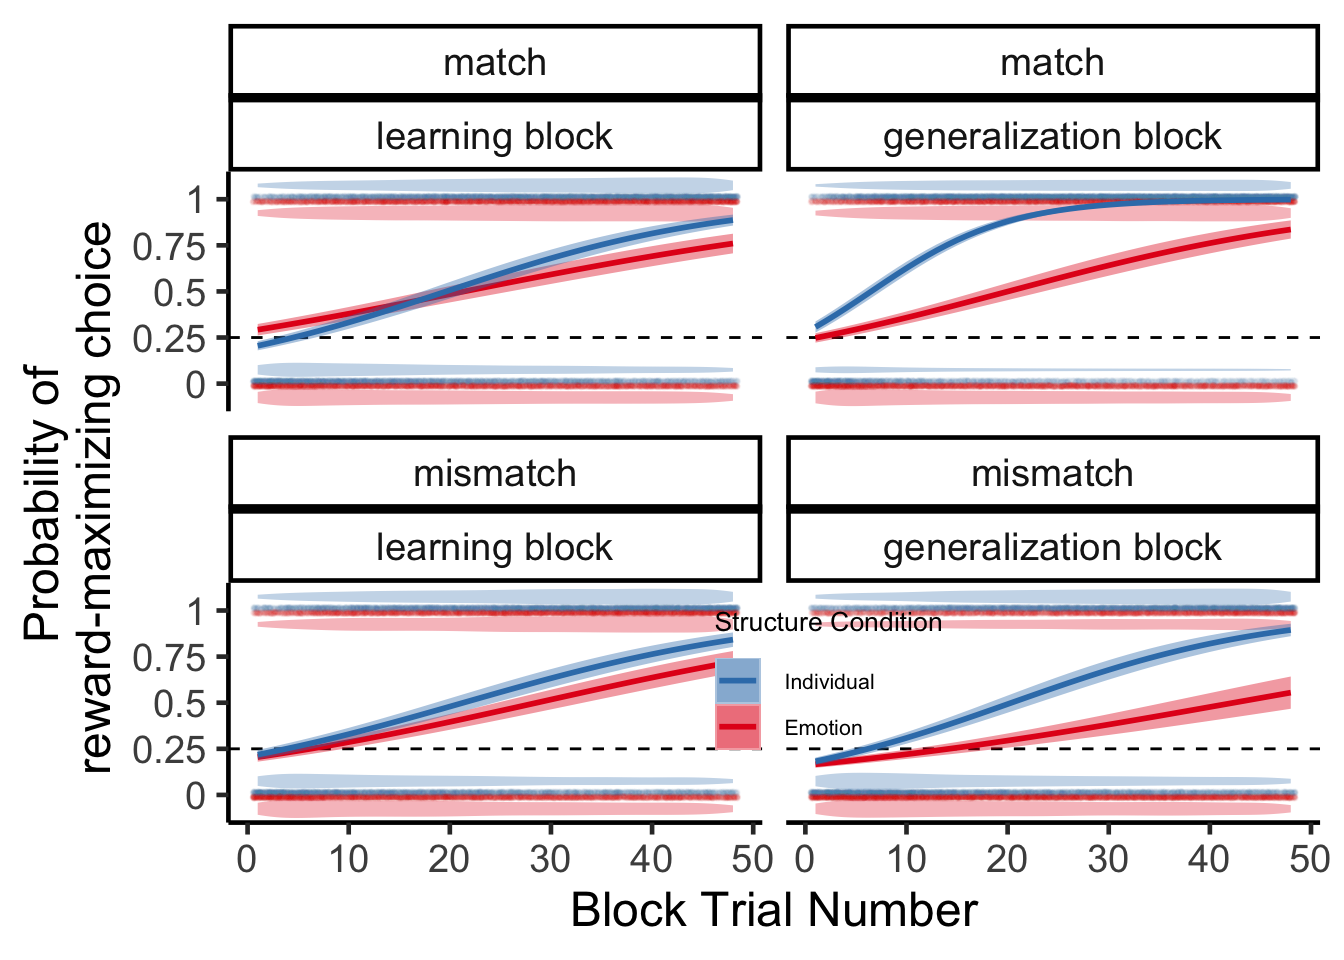 match
match
learning block
generalization block
1
0.75
0.5
0.25
0
Probability of
reward-maximizing choice
mismatch
mismatch
learning block
generalization block
1
0.75
0.5
0.25
0
Structure Condition
Individual
Emotion
0
10
20
30
40
50
0
10
20
30
40
50
Block Trial Number